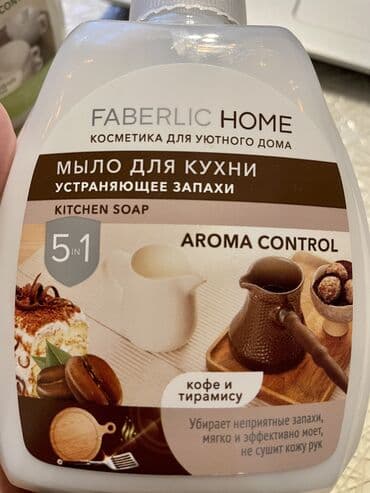 FABERLIC HOME
КОСМЕТИКА ДЛЯ УЮТНОГО ДОМА
МЫЛО ДЛЯ КУХНИ
УСТРАНЯЮЩЕЕ ЗАПАХИ
KITCHEN SOAP
5 IN 1
AROMA CONTROL
кофе и
тирамису
Убирает неприятные запахи,
мягко и эффективно моет,
не сушит кожу рук